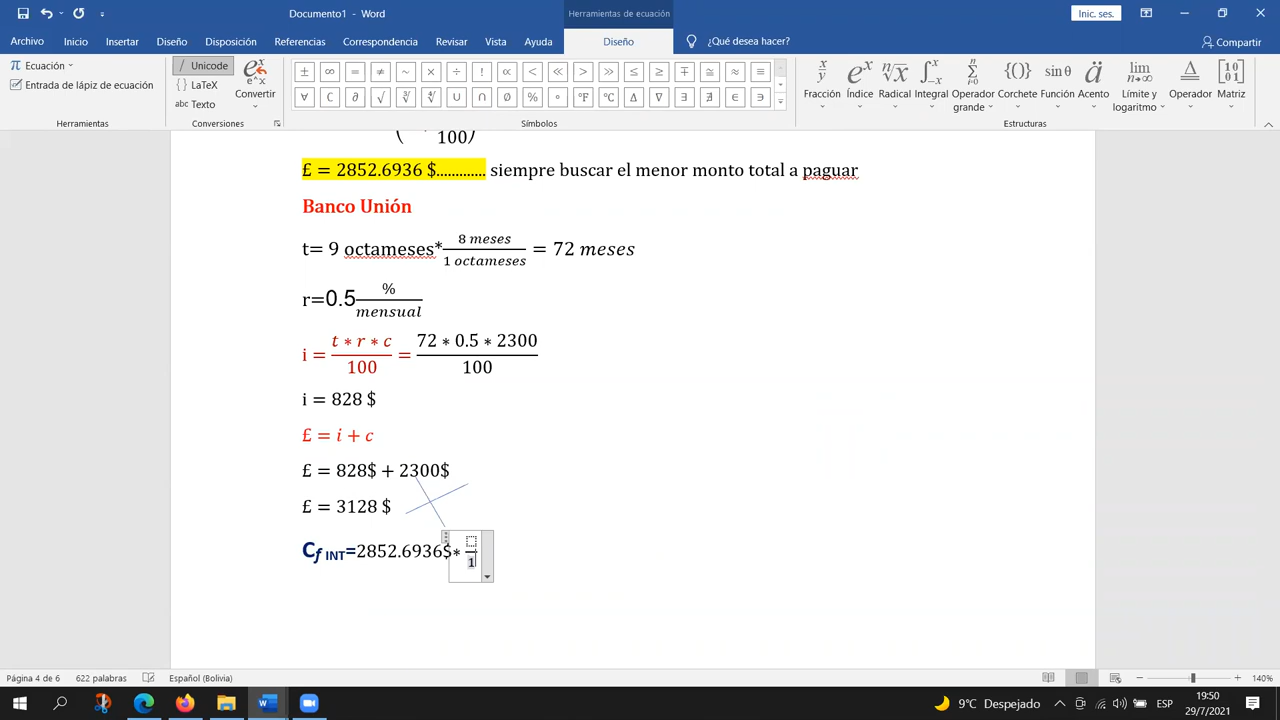 Documento1 - Word
Herramientas de ecuación
Inic. ses.
Archivo Inicio Insertar Diseño Disposición Referencias Correspondencia Revisar Vista Ayuda Diseño ¿Qué desea hacer? Compartir
π Ecuación
Entrada de lápiz de ecuación
Unicode
LaTeX
abc Texto
Convertir
± ∞ = ≠ ~ × ÷ ! ∝ < ≪ > ≫ ≤ ≥ ∓ ≅ ≈ ≡
∀ ∁ ∂ √ ∛ ∜ ∪ ∩ ∅ % ° °F °C ∆ ∇ ∃ ∄ ∈ ∋
Fracción Índice Radical Integral Operador grande Corchete Función Acento Límite y logaritmo Operador Matriz
Herramientas Conversiones Símbolos Estructuras
100
£ = 2852.6936 $............. siempre buscar el menor monto total a paguar
Banco Unión
t= 9 octameses* 8 meses / 1 octameses = 72 meses
r=0.5 % / mensual
i = t ∗ r ∗ c / 100 = 72 ∗ 0.5 ∗ 2300 / 100
i = 828 $
£ = i + c
£ = 828$ + 2300$
£ = 3128 $
Cf INT=2852.6936$∗ 1
Página 4 de 6 622 palabras Español (Bolivia) 140%
9°C Despejado ESP 19:50
29/7/2021